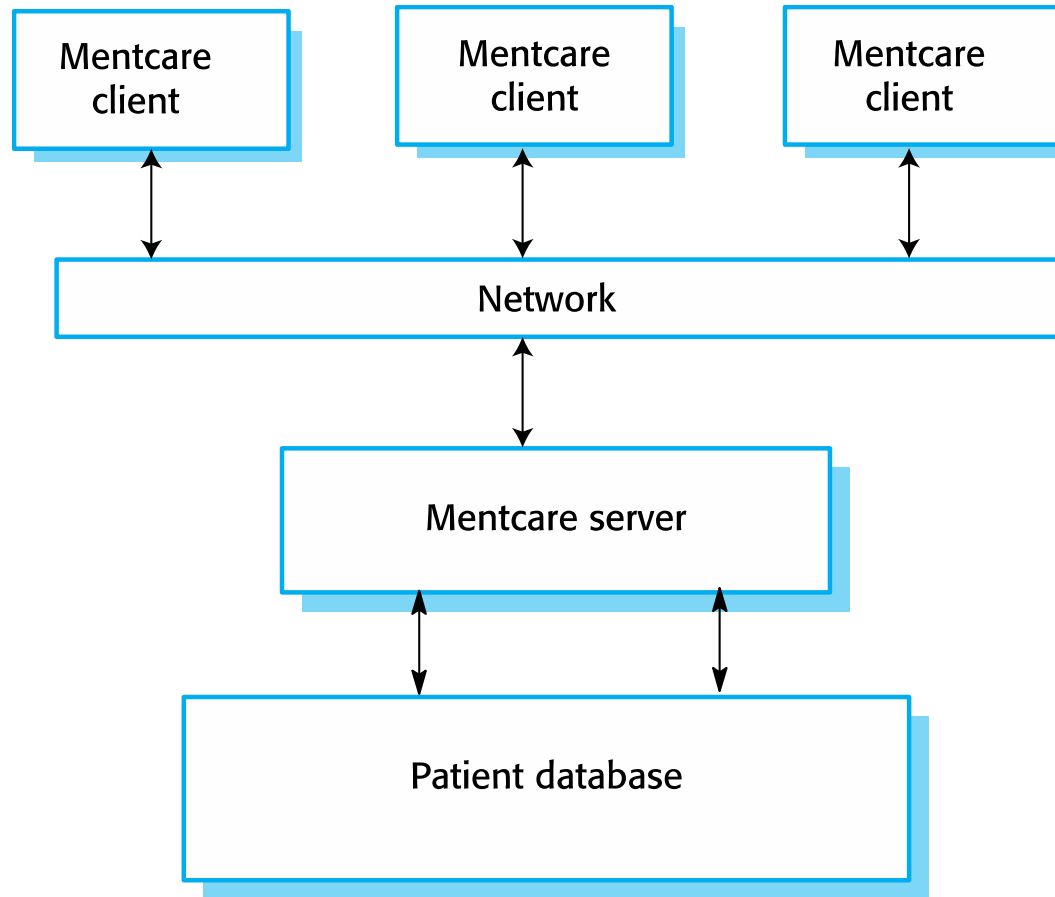 Mentcare
client
Mentcare
client
Mentcare
client
Network
Mentcare server
Patient database